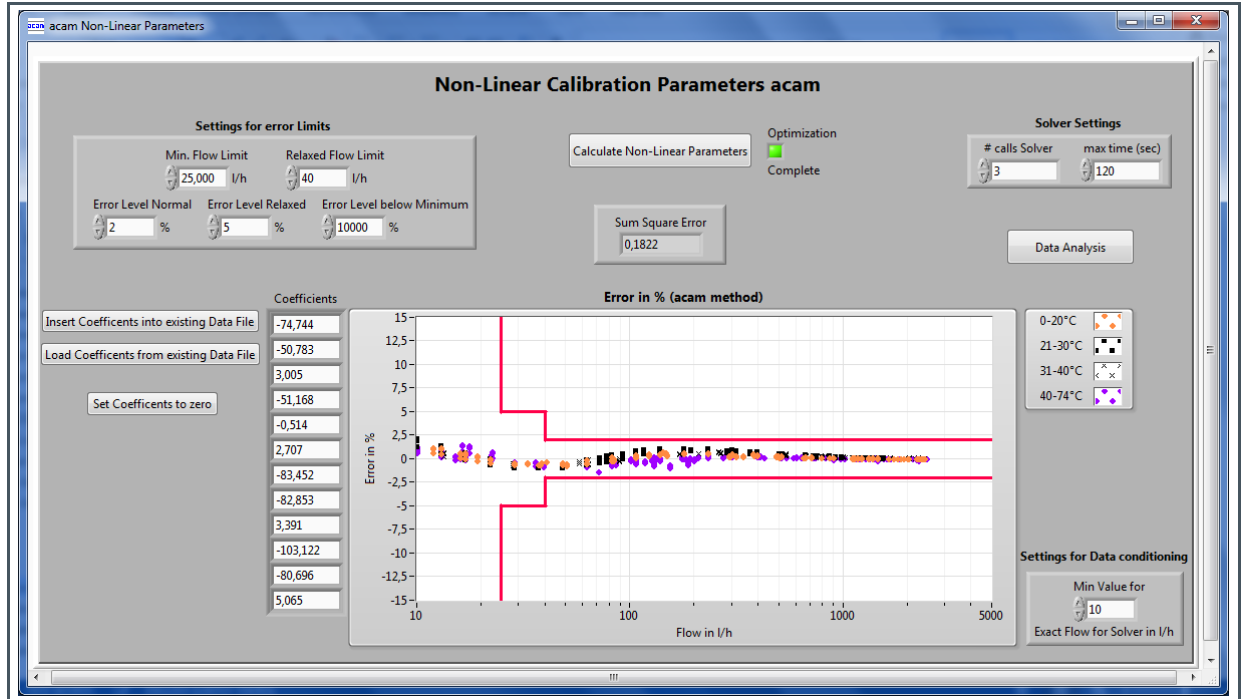 acam acam Non-Linear Parameters
Non-Linear Calibration Parameters acam
Settings for error Limits
Min. Flow Limit
Relaxed Flow Limit
25,000 l/h
40 l/h
Error Level Normal
Error Level Relaxed
Error Level below Minimum
2 %
5 %
10000 %
Calculate Non-Linear Parameters
Optimization
Complete
Solver Settings
# calls Solver
max time (sec)
3
120
Sum Square Error
0,1822
Data Analysis
Insert Coefficents into existing Data File
Load Coefficents from existing Data File
Set Coefficents to zero
Coefficients
-74,744
-50,783
3,005
-51,168
-0,514
2,707
-83,452
-82,853
3,391
-103,122
-80,696
5,065
Error in % (acam method)
Error in %
15
12,5
10
7,5
5
2,5
0
-2,5
-5
-7,5
-10
-12,5
-15
10
100
1000
5000
Flow in l/h
0-20°C
21-30°C
31-40°C
40-74°C
Settings for Data conditioning
Min Value for
10
Exact Flow for Solver in l/h